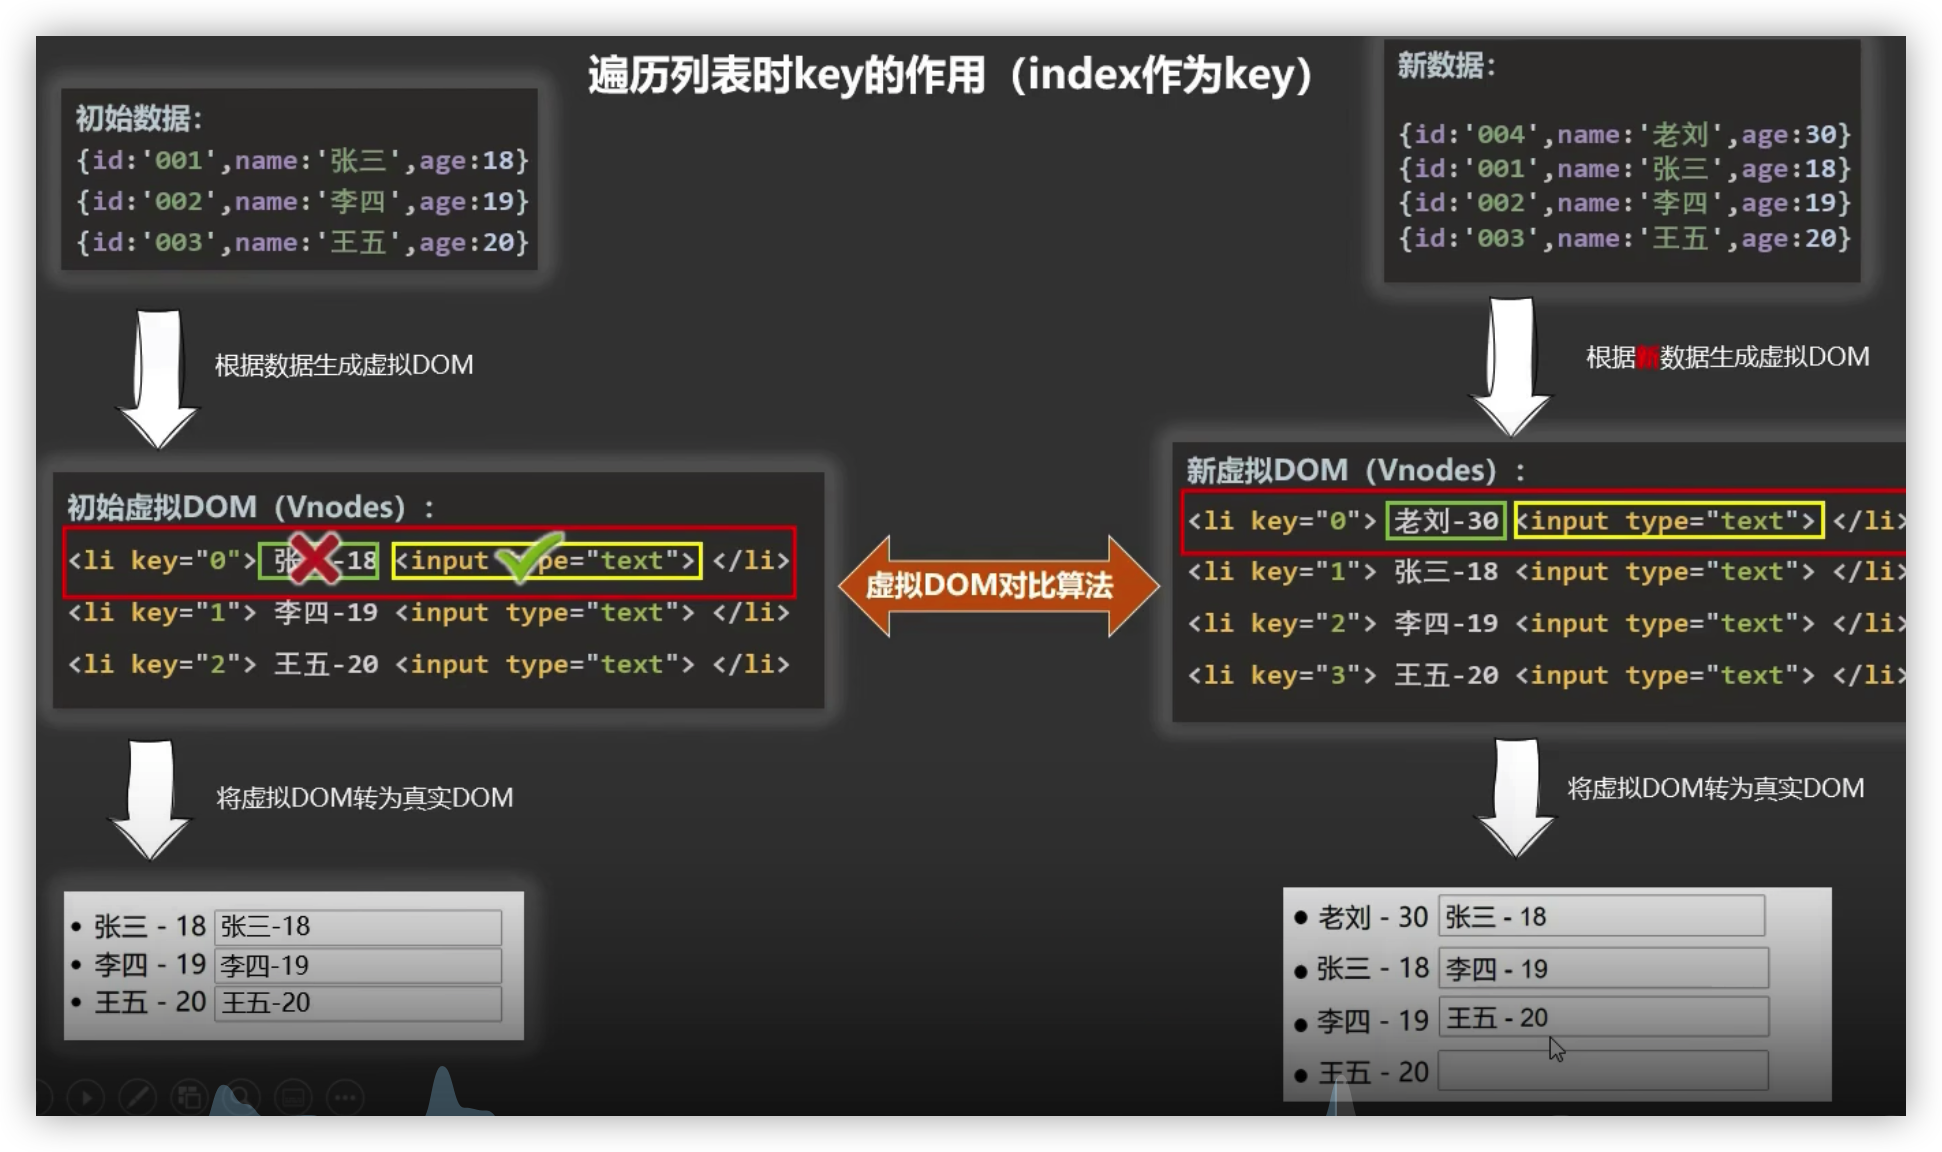 遍历列表时key的作用（index作为key）
初始数据：
{id:'001',name:'张三',age:18}
{id:'002',name:'李四',age:19}
{id:'003',name:'王五',age:20}
根据数据生成虚拟DOM
初始虚拟DOM（Vnodes）：
<li key="0"> 张三-18 <input type="text"> </li>
<li key="1"> 李四-19 <input type="text"> </li>
<li key="2"> 王五-20 <input type="text"> </li>
将虚拟DOM转为真实DOM
张三 - 18 张三-18
李四 - 19 李四-19
王五 - 20 王五-20
虚拟DOM对比算法
新数据：
{id:'004',name:'老刘',age:30}
{id:'001',name:'张三',age:18}
{id:'002',name:'李四',age:19}
{id:'003',name:'王五',age:20}
根据新数据生成虚拟DOM
新虚拟DOM（Vnodes）：
<li key="0"> 老刘-30 <input type="text"> </li>
<li key="1"> 张三-18 <input type="text"> </li>
<li key="2"> 李四-19 <input type="text"> </li>
<li key="3"> 王五-20 <input type="text"> </li>
将虚拟DOM转为真实DOM
老刘 - 30 张三 - 18
张三 - 18 李四 - 19
李四 - 19 王五 - 20
王五 - 20